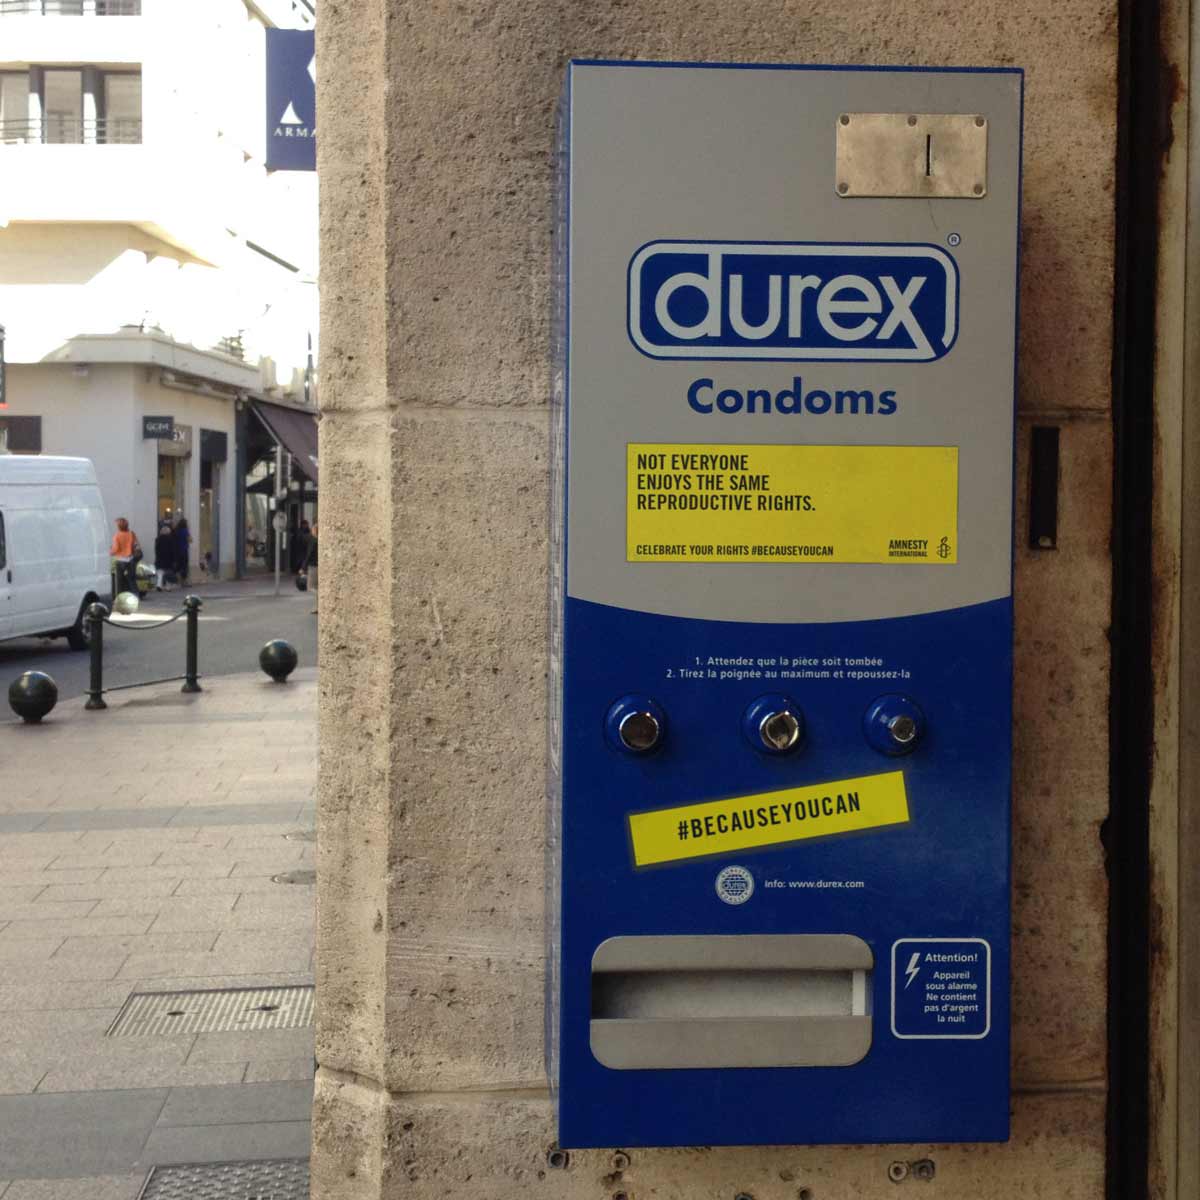 ARMA
durex®
Condoms
NOT EVERYONE
ENJOYS THE SAME
REPRODUCTIVE RIGHTS.
CELEBRATE YOUR RIGHTS #BECAUSEYOUCAN
AMNESTY
INTERNATIONAL
1. Attendez que la pièce soit tombée
2. Tirez la poignée au maximum et repoussez-la
#BECAUSEYOUCAN
durex
Info: www.durex.com
Attention!
Appareil
sous alarme
Ne contient
pas d'argent
la nuit